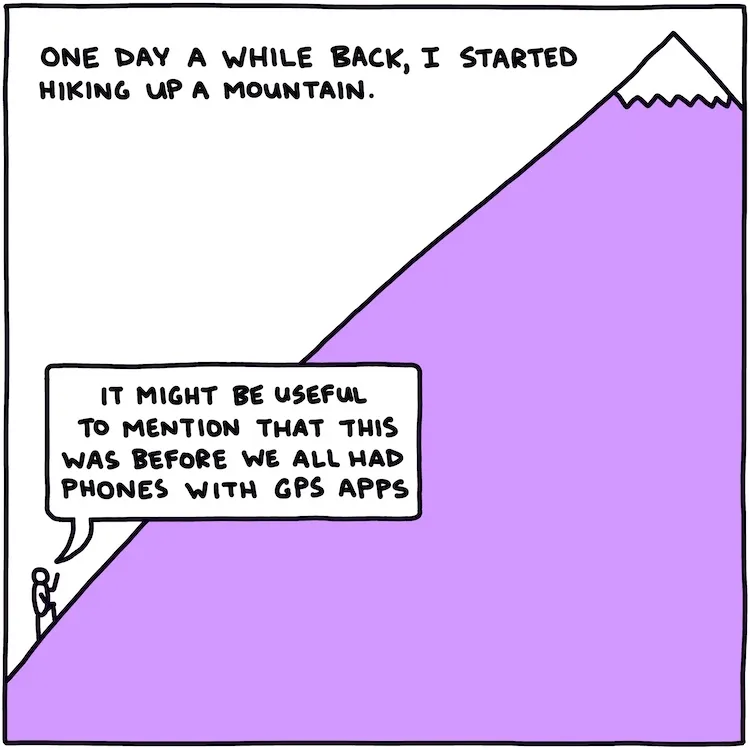 ONE DAY A WHILE BACK, I STARTED
HIKING UP A MOUNTAIN.
IT MIGHT BE USEFUL
TO MENTION THAT THIS
WAS BEFORE WE ALL HAD
PHONES WITH GPS APPS